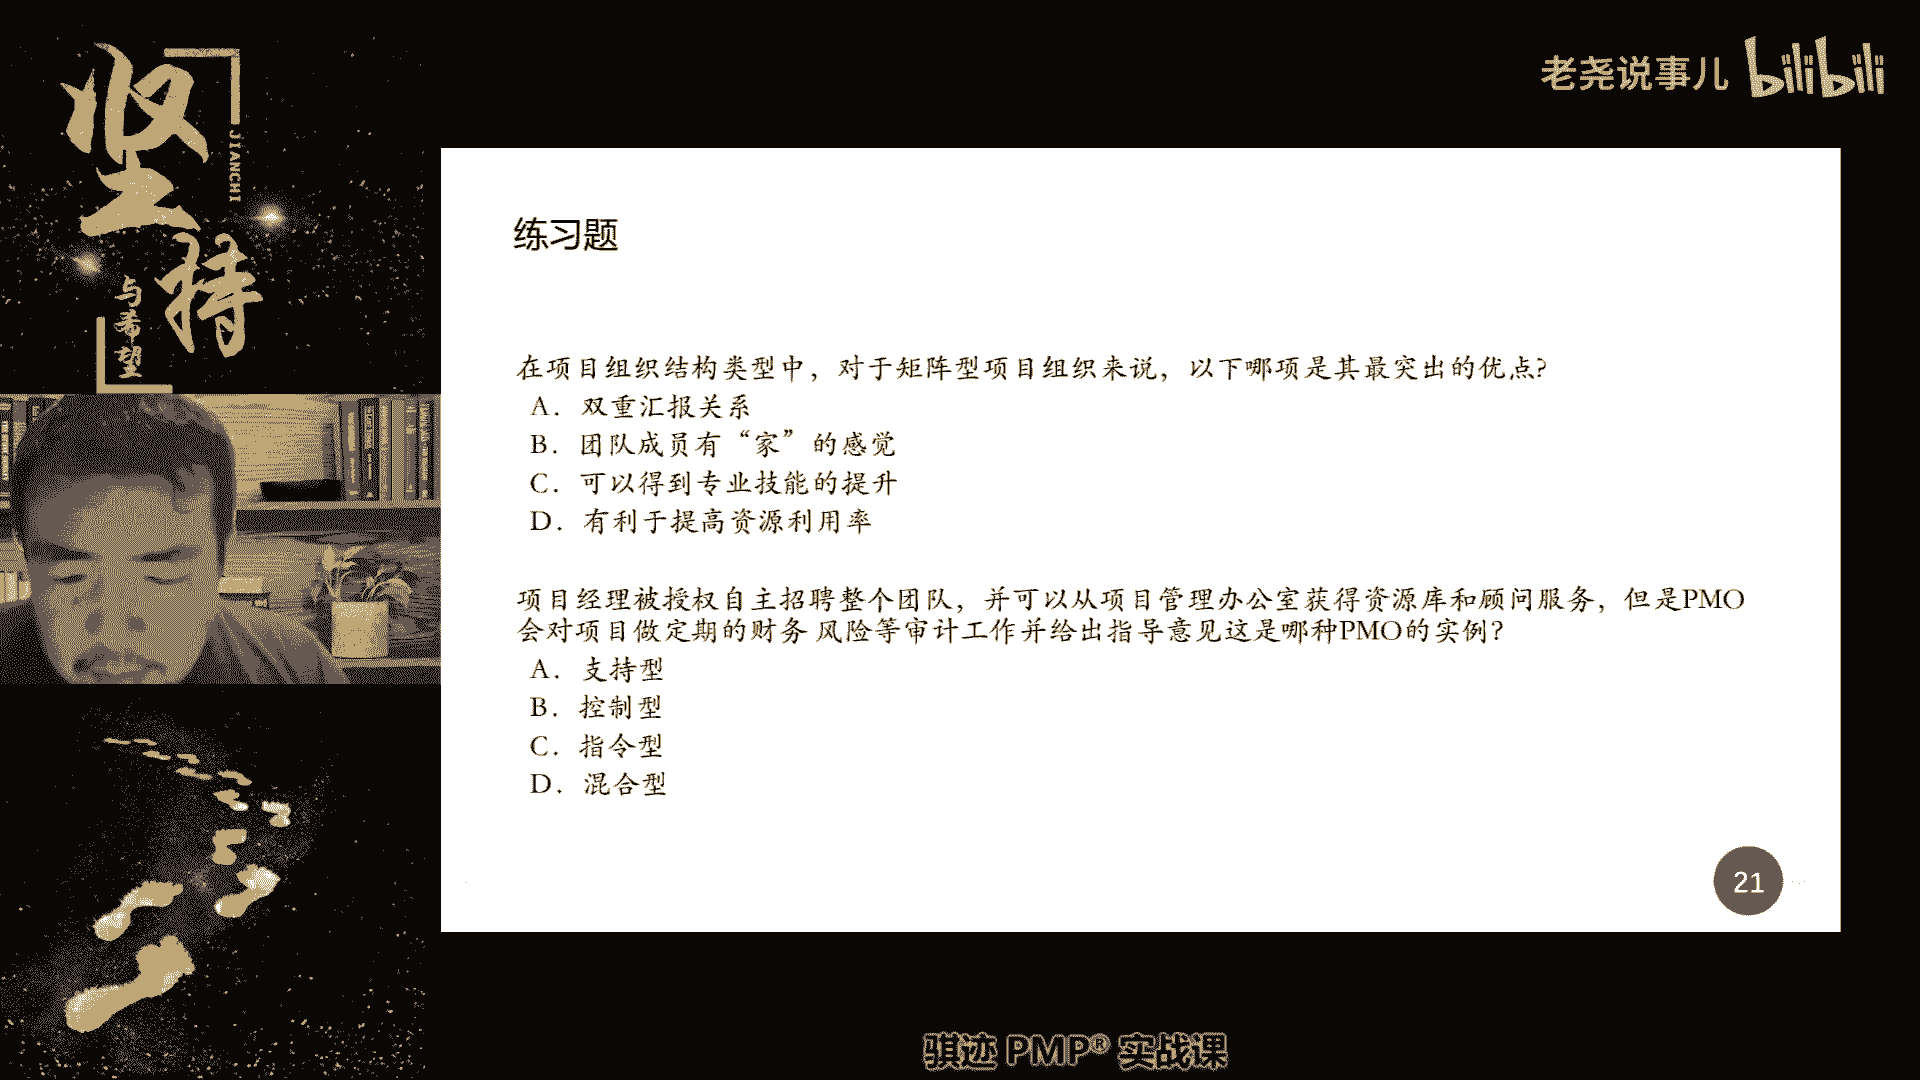 坚持
JIANCHI
与希望
老尧说事儿 bilibili
练习题
在项目组织结构类型中，对于矩阵型项目组织来说，以下哪项是其最突出的优点?
A. 双重汇报关系
B. 团队成员有“家”的感觉
C. 可以得到专业技能的提升
D. 有利于提高资源利用率
项目经理被授权自主招聘整个团队，并可以从项目管理办公室获得资源库和顾问服务，但是PMO
会对项目做定期的财务 风险等审计工作并给出指导意见这是哪种PMO的实例?
A. 支持型
B. 控制型
C. 指令型
D. 混合型
21
骐迹 PMP® 实战课